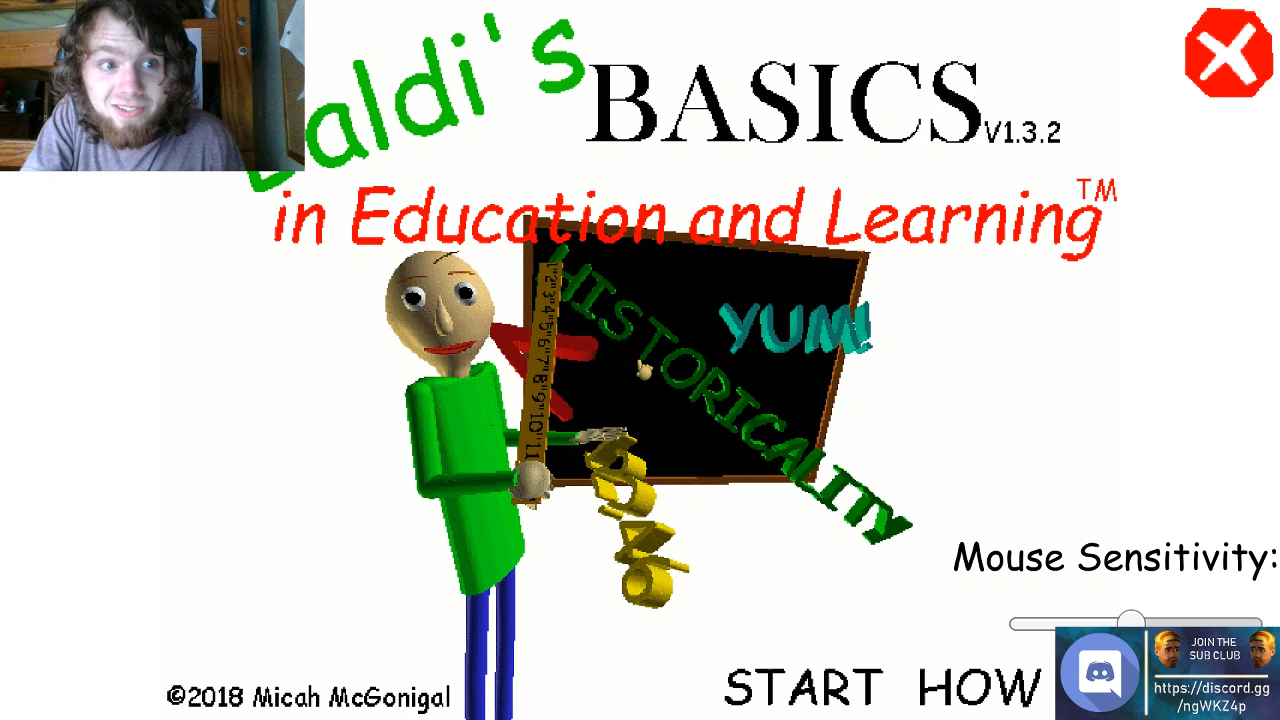 aldi's
BASICS V1.3.2
in Education and Learning TM
HISTORICALITY
YUM!
A
Mouse Sensitivity:
JOIN THE
SUB CLUB
https://discord.gg
/ngWKZ4p
START HOW
©2018 Micah McGonigal